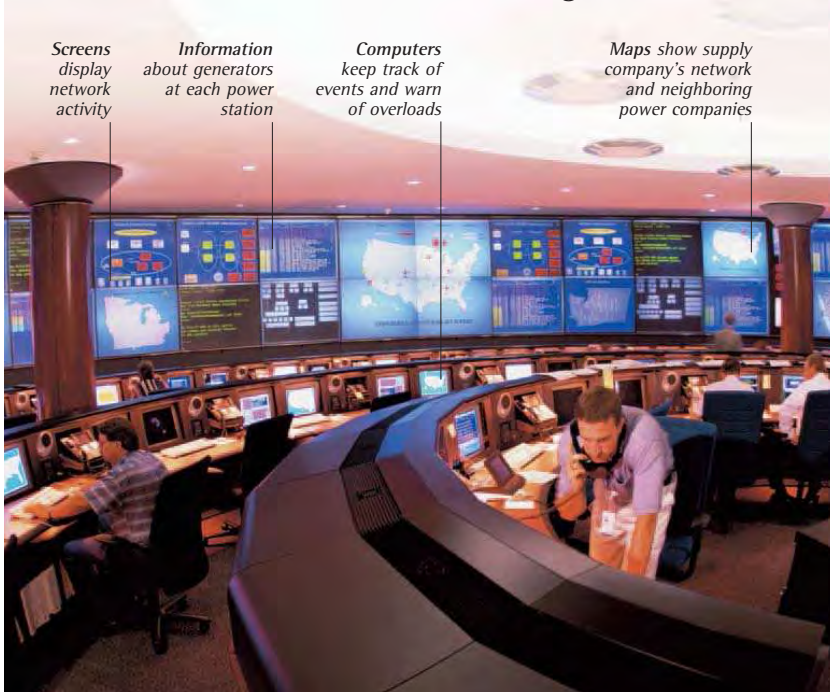 Screens
display
network
activity
Information
about generators
at each power
station
Computers
keep track of
events and warn
of overloads
Maps show supply
company's network
and neighboring
power companies